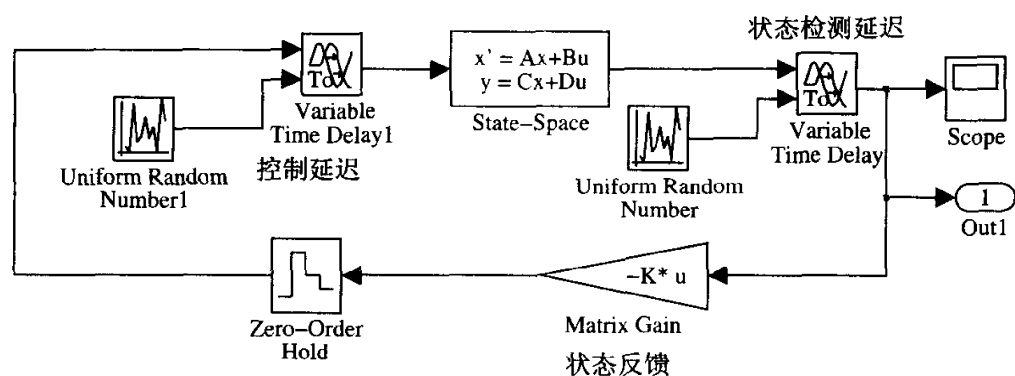 状态检测延迟
To
Variable
Time Delay1
x' = Ax+Bu
y = Cx+Du
State-Space
To
Variable
Time Delay
Scope
Uniform Random
Number1
控制延迟
Uniform Random
Number
1
Out1
Zero-Order
Hold
-K* u
Matrix Gain
状态反馈